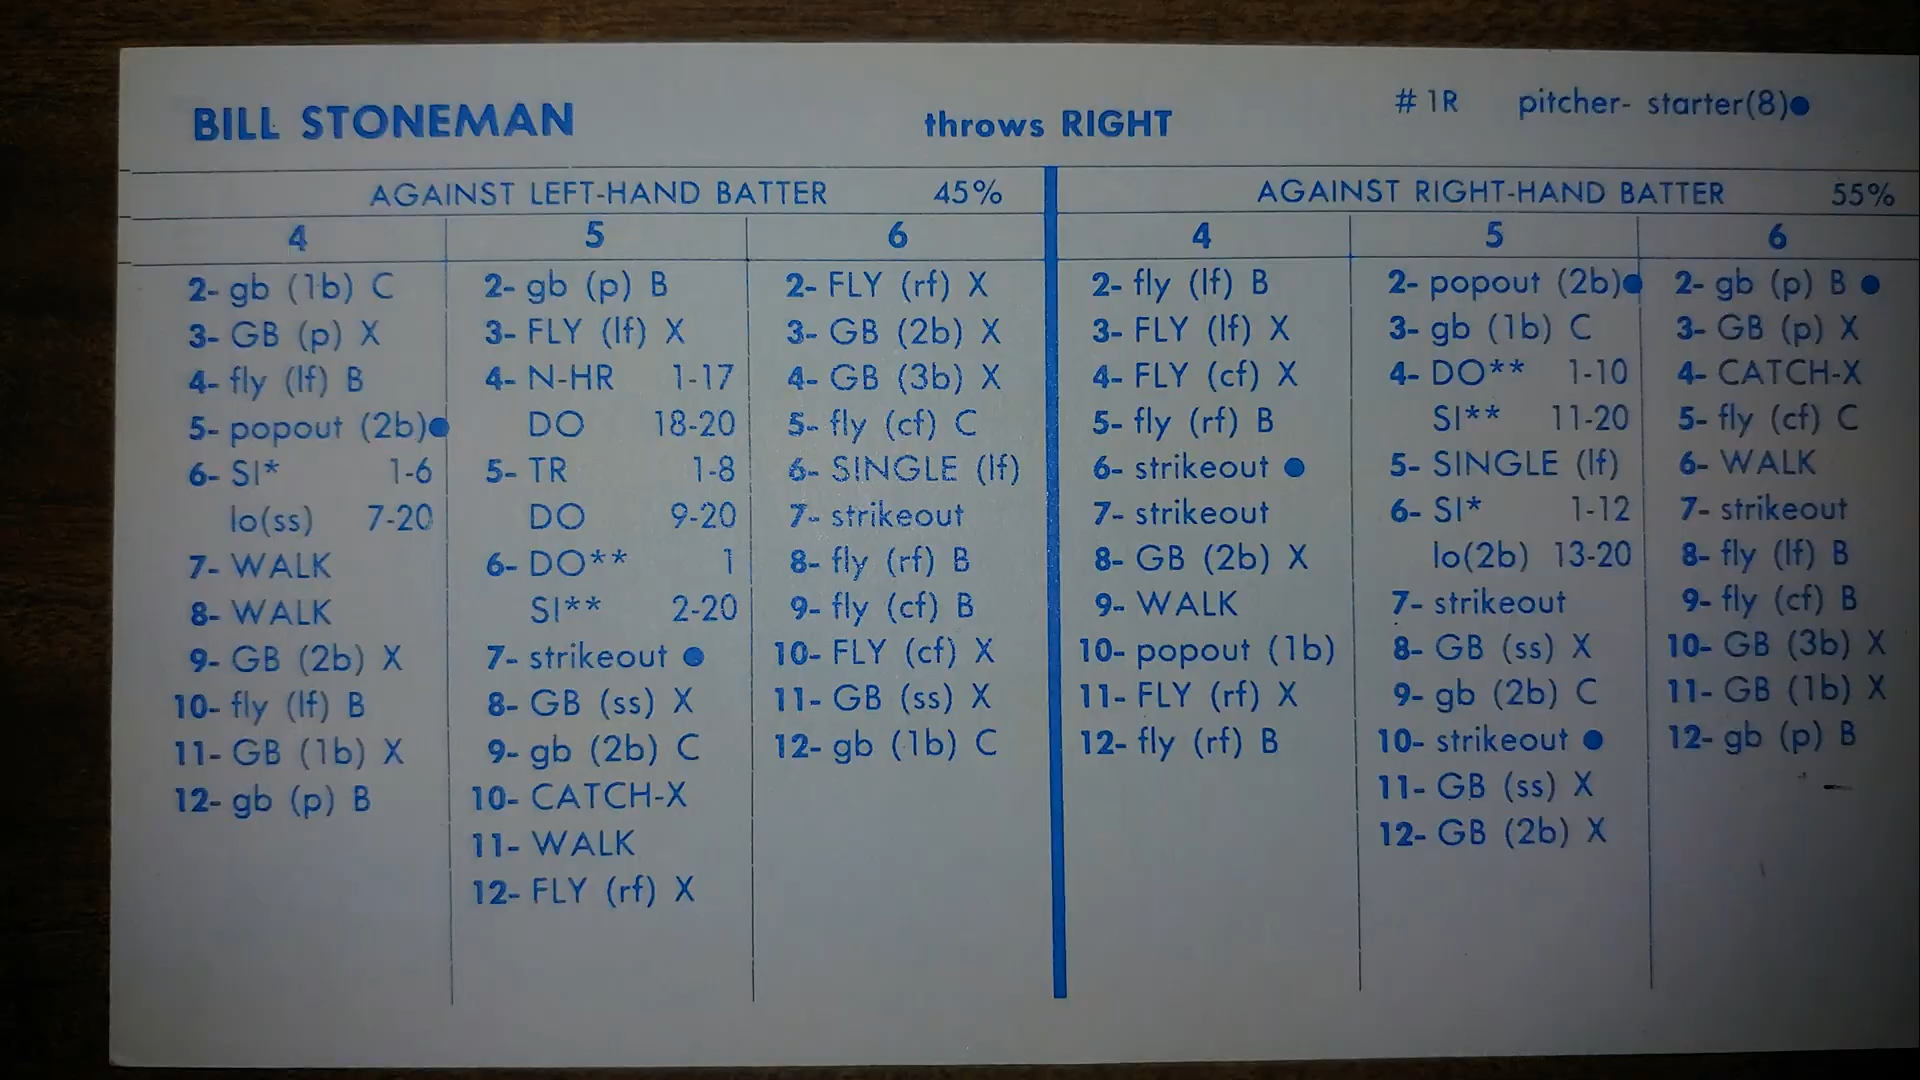 BILL STONEMAN throws RIGHT #1R pitcher- starter(8)●
AGAINST LEFT-HAND BATTER 45%
4
2- gb (1b) C
3- GB (p) X
4- fly (lf) B
5- popout (2b)●
6- SI* 1-6
lo(ss) 7-20
7- WALK
8- WALK
9- GB (2b) X
10- fly (lf) B
11- GB (1b) X
12- gb (p) B
5
2- gb (p) B
3- FLY (lf) X
4- N-HR 1-17
DO 18-20
5- TR 1-8
DO 9-20
6- DO** 1
SI** 2-20
7- strikeout ●
8- GB (ss) X
9- gb (2b) C
10- CATCH-X
11- WALK
12- FLY (rf) X
6
2- FLY (rf) X
3- GB (2b) X
4- GB (3b) X
5- fly (cf) C
6- SINGLE (lf)
7- strikeout
8- fly (rf) B
9- fly (cf) B
10- FLY (cf) X
11- GB (ss) X
12- gb (1b) C
AGAINST RIGHT-HAND BATTER 55%
4
2- fly (lf) B
3- FLY (lf) X
4- FLY (cf) X
5- fly (rf) B
6- strikeout ●
7- strikeout
8- GB (2b) X
9- WALK
10- popout (1b)
11- FLY (rf) X
12- fly (rf) B
5
2- popout (2b)●
3- gb (1b) C
4- DO** 1-10
SI** 11-20
5- SINGLE (lf)
6- SI* 1-12
lo(2b) 13-20
7- strikeout
8- GB (ss) X
9- gb (2b) C
10- strikeout ●
11- GB (ss) X
12- GB (2b) X
6
2- gb (p) B ●
3- GB (p) X
4- CATCH-X
5- fly (cf) C
6- WALK
7- strikeout
8- fly (lf) B
9- fly (cf) B
10- GB (3b) X
11- GB (1b) X
12- gb (p) B